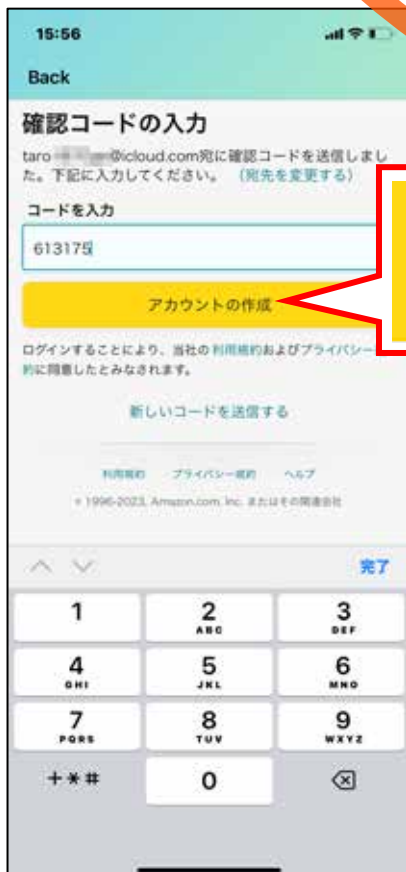 15:56
Back
確認コードの入力
taro @icloud.com宛に確認コードを送信しまし
た。下記に入力してください。 (宛先を変更する)
コードを入力
613175
アカウントの作成
ログインすることにより、当社の利用規約およびプライバシー
約に同意したとみなされます。
新しいコードを送信する
利用規約 プライバシー規約 ヘルプ
© 1996-2023, Amazon.com, Inc. またはその関連会社
完了
1 2 3
ABC DEF
4 5 6
GHI JKL MNO
7 8 9
PQRS TUV WXYZ
+*# 0